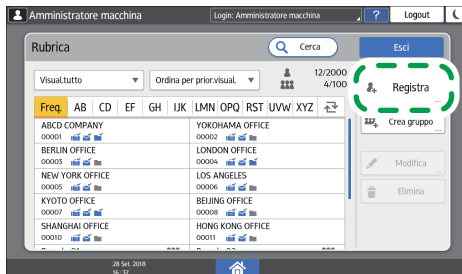 Amministratore macchina
Login: Amministratore macchina
?
Logout
Rubrica
Cerca
Esci
Visual.tutto
Ordina per prior.visual.
12/2000
4/100
Registra
...
Freq. AB CD EF GH IJK LMN OPQ RST UVW XYZ
Crea gruppo
...
ABCD COMPANY
00001
YOKOHAMA OFFICE
00002
BERLIN OFFICE
00003
LONDON OFFICE
00004
Modifica
...
NEW YORK OFFICE
00005
LOS ANGELES
00006
Elimina
KYOTO OFFICE
00007
BEIJING OFFICE
00008
SHANGHAI OFFICE
00010
HONG KONG OFFICE
00011
28 Set. 2018
16: 37